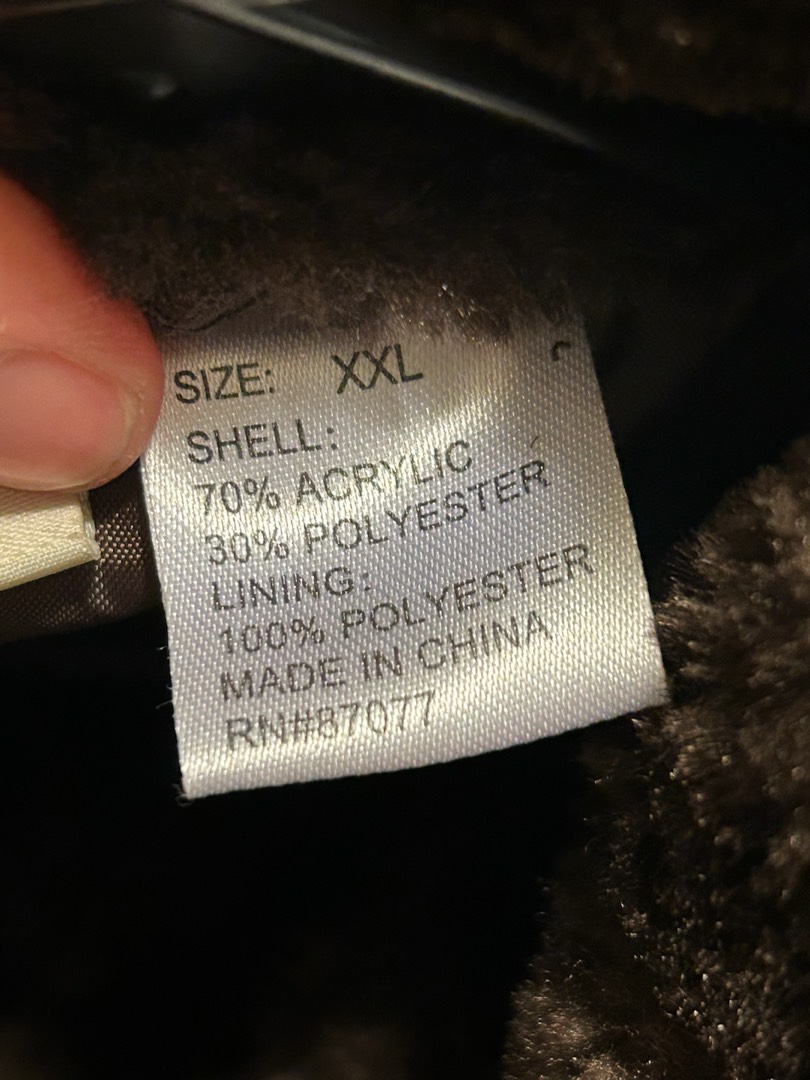 SIZE: XXL
SHELL:
70% ACRYLIC
30% POLYESTER
LINING:
100% POLYESTER
MADE IN CHINA
RN#87077